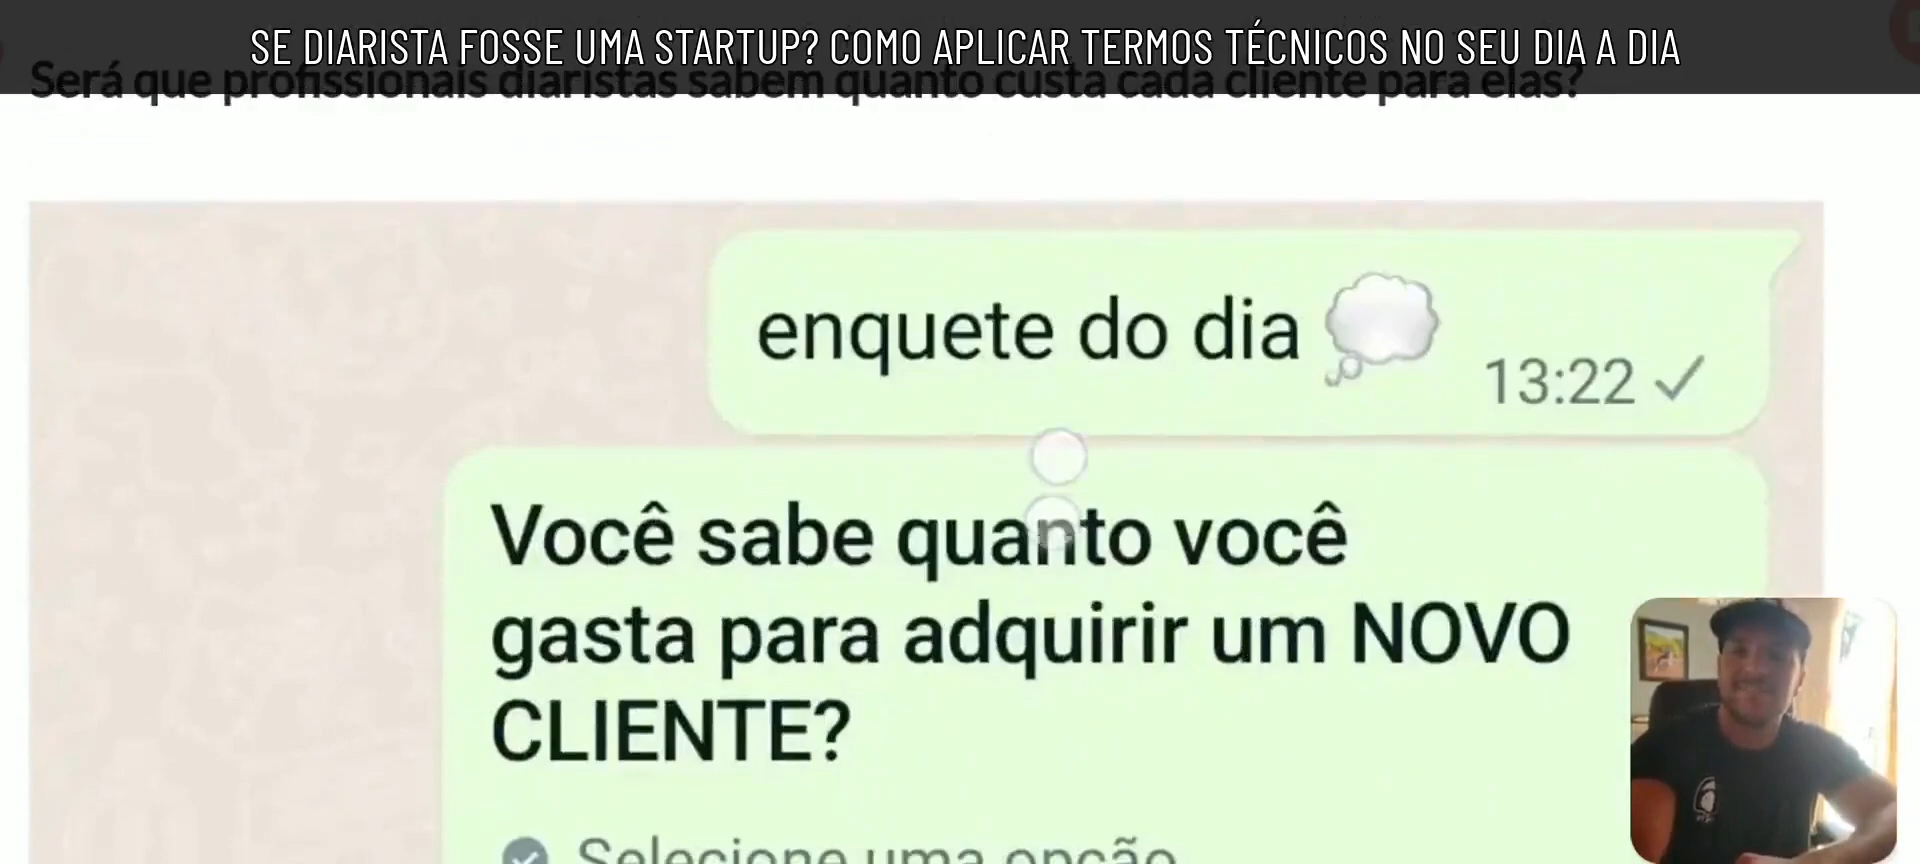 SE DIARISTA FOSSE UMA STARTUP? COMO APLICAR TERMOS TÉCNICOS NO SEU DIA A DIA
Será que profissionais diaristas sabem quanto custa cada cliente para elas?
enquete do dia
13:22
Você sabe quanto você
gasta para adquirir um NOVO
CLIENTE?
Selecione uma opção